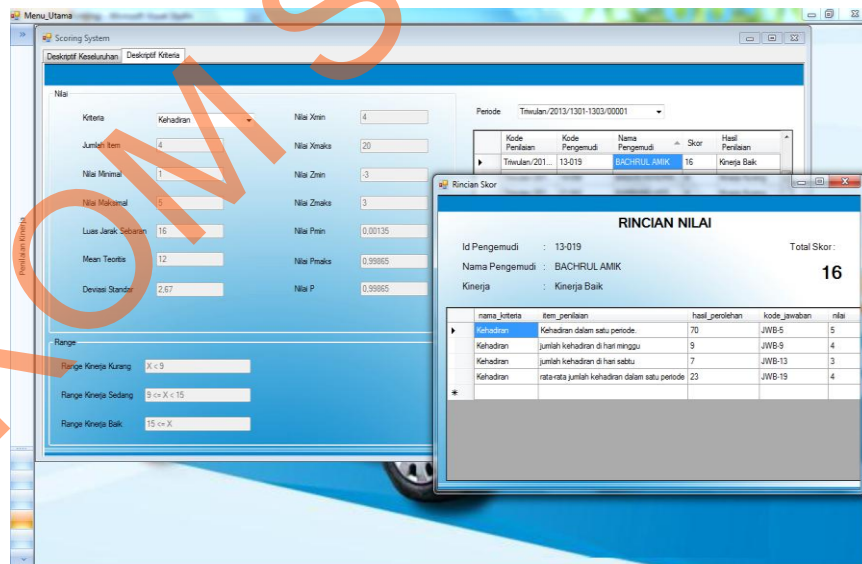 Menu_Utama
Scoring System
Deskriptif Keseluruhan Deskriptif Kriteria
Nilai
Kriteria Kehadiran
Jumlah Item 4
Nilai Minimal 1
Nilai Maksimal 5
Luas Jarak Sebaran 16
Mean Teoritis 12
Deviasi Standar 2,67
Nilai Xmin 4
Nilai Xmaks 20
Nilai Zmin -3
Nilai Zmaks 3
Nilai Pmin 0,00135
Nilai Pmaks 0,99865
Nilai P 0,99865
Periode Triwulan/2013/1301-1303/00001
Kode Penilaian Kode Pengemudi Nama Pengemudi Skor Hasil Penilaian
Triwulan/201... 13-019 BACHRUL AMIK 16 Kinerja Baik
Penilaian Kinerja
Range
Range Kinerja Kurang X < 9
Range Kinerja Sedang 9 <= X < 15
Range Kinerja Baik 15 <= X
Rincian Skor
RINCIAN NILAI
Id Pengemudi : 13-019 Total Skor :
Nama Pengemudi : BACHRUL AMIK 16
Kinerja : Kinerja Baik
nama_kriteria item_penilaian hasil_perolehan kode_jawaban nilai
Kehadiran Kehadiran dalam satu periode. 70 JWB-5 5
Kehadiran jumlah kehadiran di hari minggu 9 JWB-9 4
Kehadiran jumlah kehadiran di hari sabtu 7 JWB-13 3
Kehadiran rata-rata jumlah kehadiran dalam satu periode 23 JWB-19 4